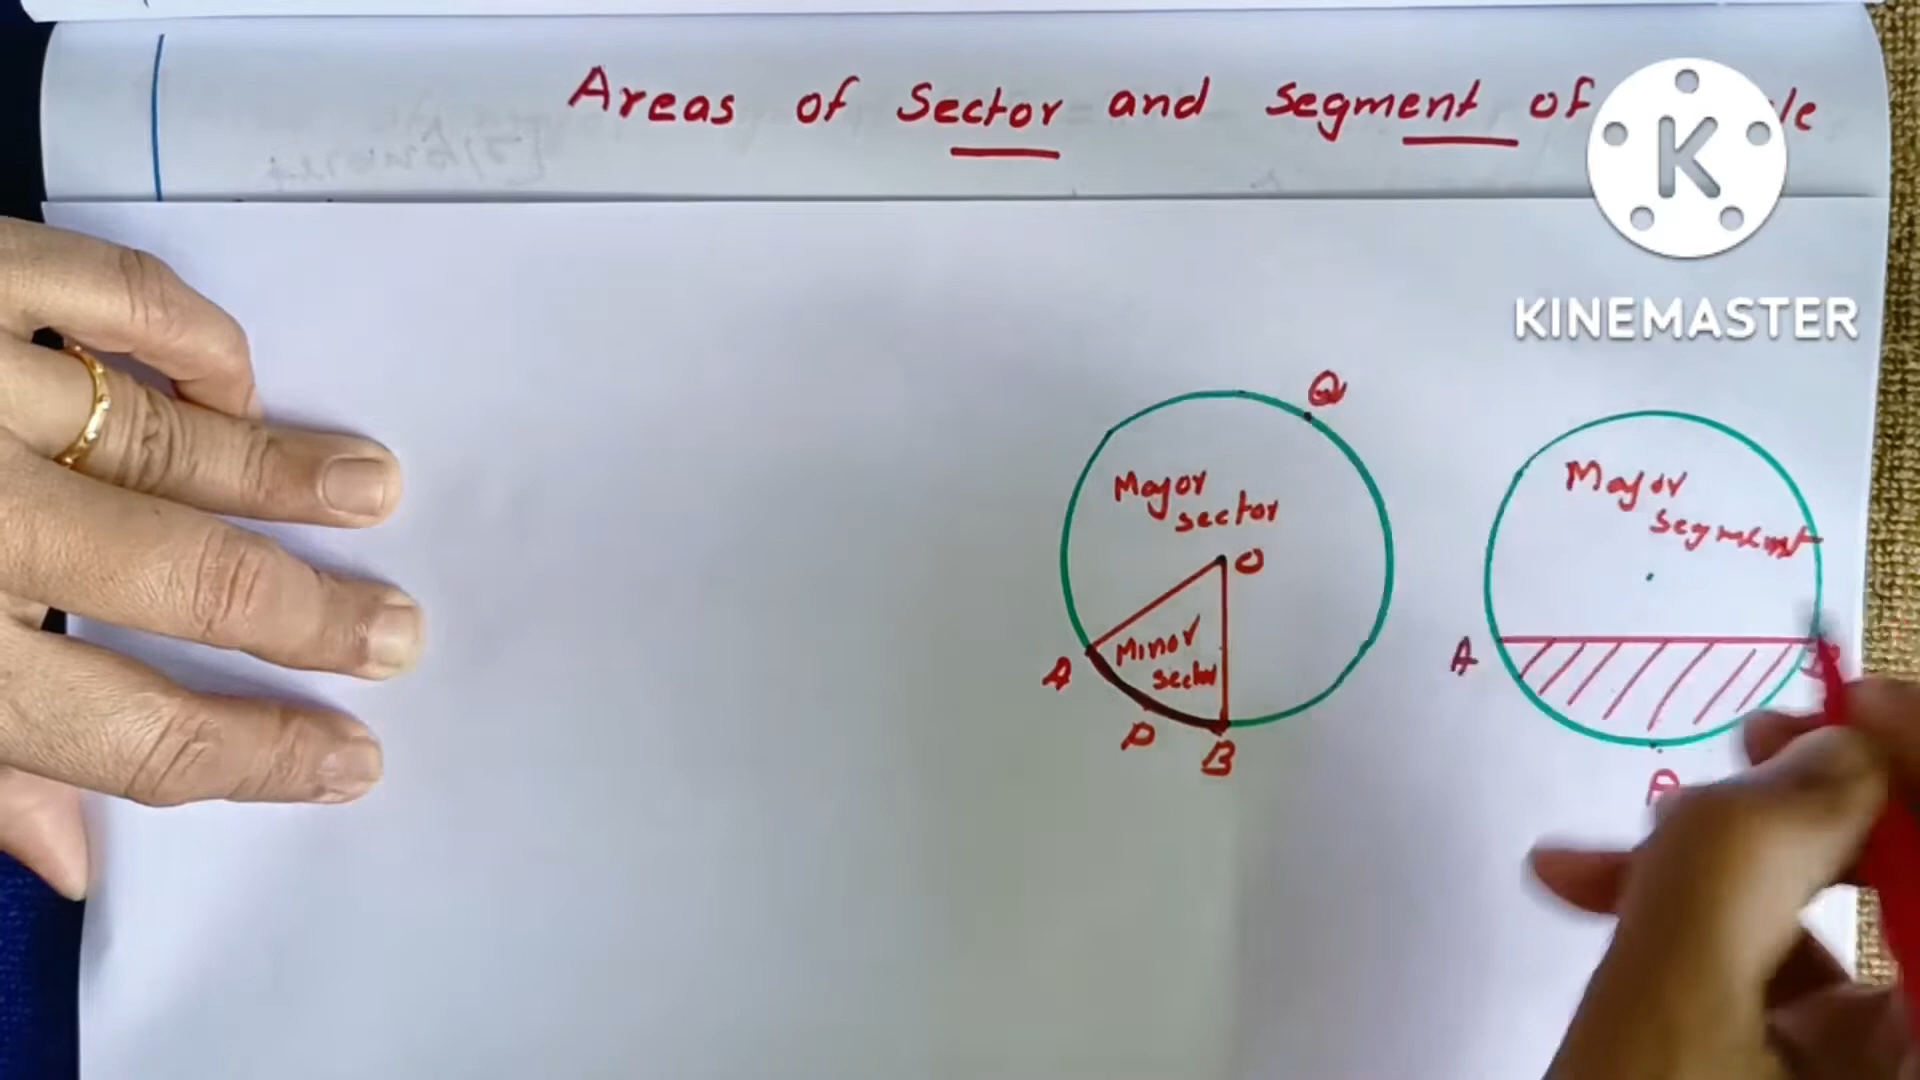 Areas of Sector and segment of
K
KINEMASTER
Q
Major
sector
O
Minor
sector
A
P
B
Major
segment
A